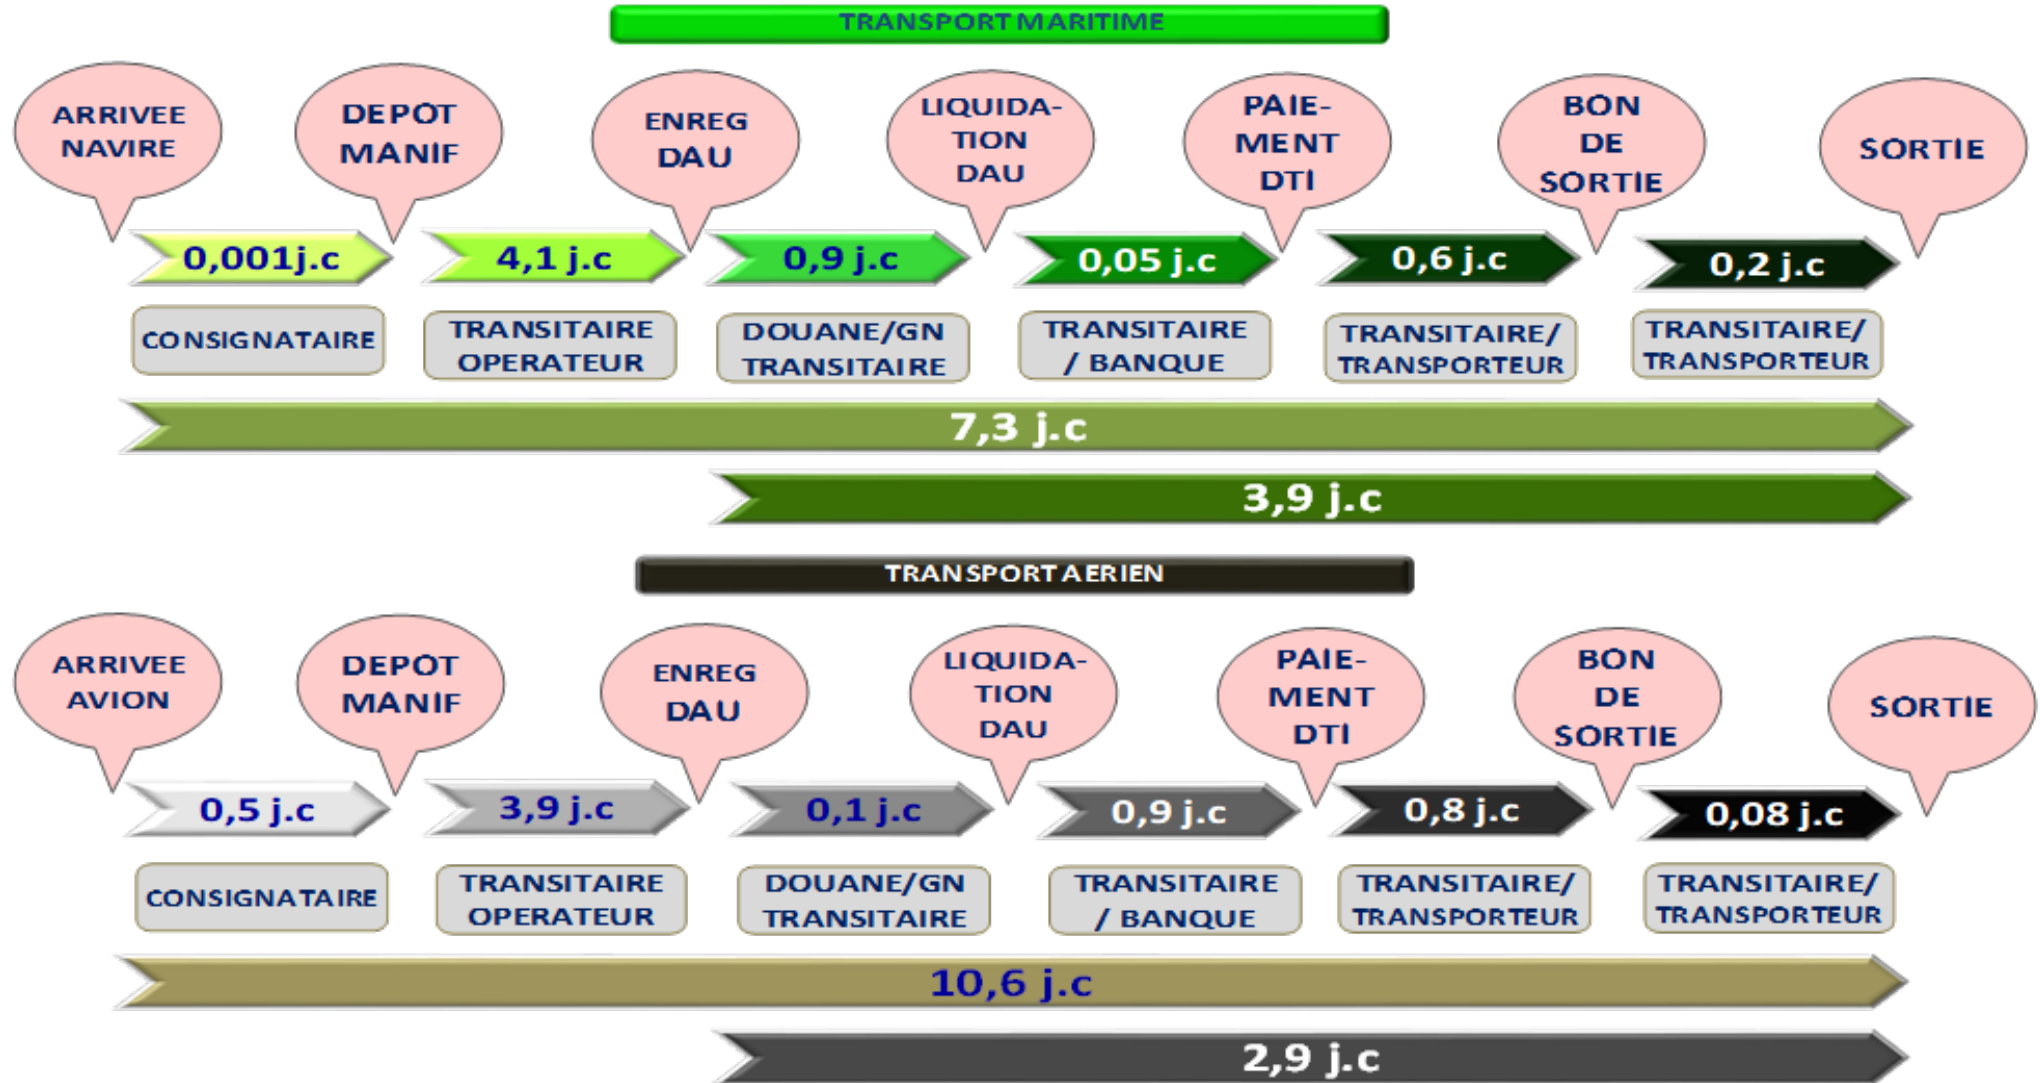 TRANSPORT MARITIME
ARRIVEE
NAVIRE
DEPOT
MANIF
ENREG
DAU
LIQUIDA-
TION
DAU
PAIE-
MENT
DTI
BON
DE
SORTIE
SORTIE
0,001j.c
4,1 j.c
0,9 j.c
0,05 j.c
0,6 j.c
0,2 j.c
CONSIGNATAIRE
TRANSITAIRE
OPERATEUR
DOUANE/GN
TRANSITAIRE
TRANSITAIRE
/ BANQUE
TRANSITAIRE/
TRANSPORTEUR
TRANSITAIRE/
TRANSPORTEUR
7,3 j.c
3,9 j.c
TRANSPORT AERIEN
ARRIVEE
AVION
DEPOT
MANIF
ENREG
DAU
LIQUIDA-
TION
DAU
PAIE-
MENT
DTI
BON
DE
SORTIE
SORTIE
0,5 j.c
3,9 j.c
0,1 j.c
0,9 j.c
0,8 j.c
0,08 j.c
CONSIGNATAIRE
TRANSITAIRE
OPERATEUR
DOUANE/GN
TRANSITAIRE
TRANSITAIRE
/ BANQUE
TRANSITAIRE/
TRANSPORTEUR
TRANSITAIRE/
TRANSPORTEUR
10,6 j.c
2,9 j.c